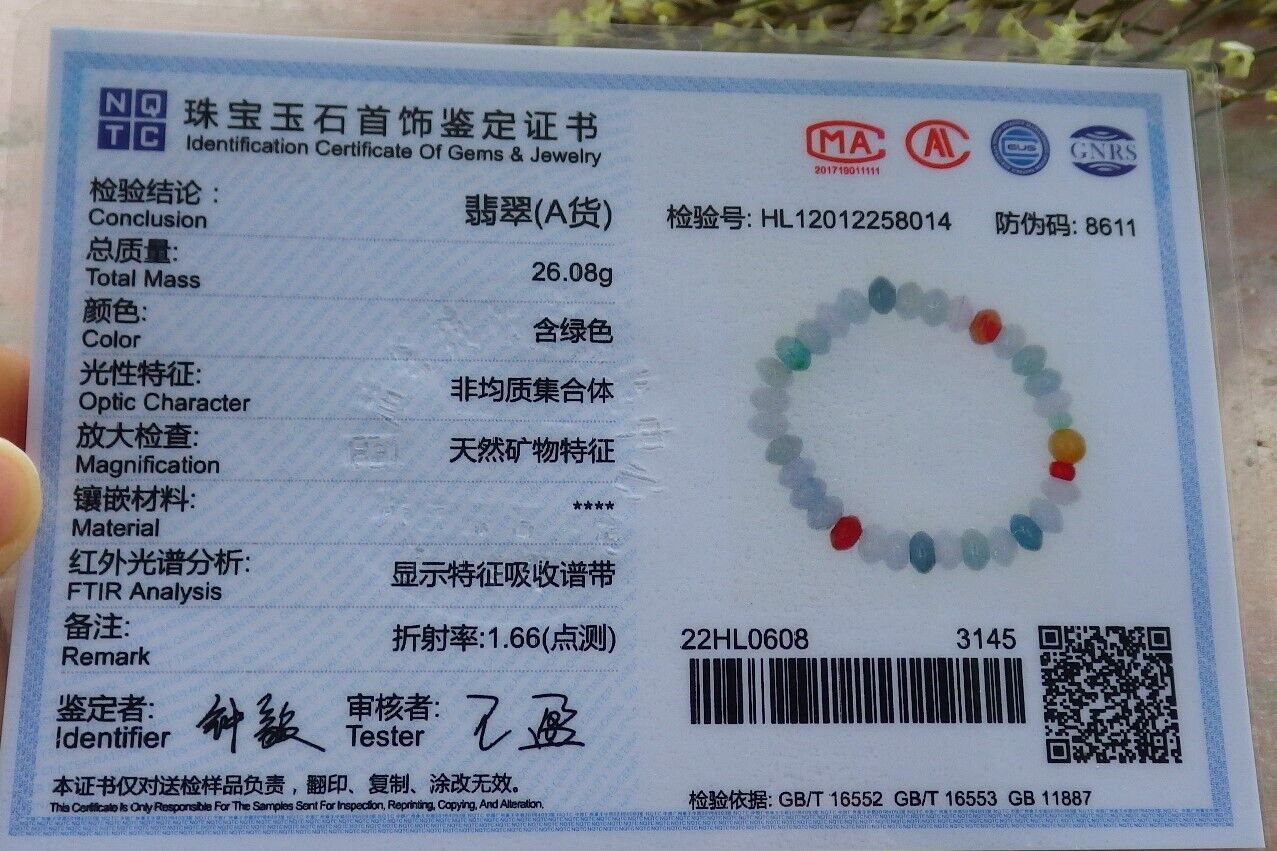 NQTC
珠宝玉石首饰鉴定证书
Identification Certificate Of Gems & Jewelry
检验结论：
Conclusion
翡翠(A货)
总质量:
Total Mass
26.08g
颜色:
Color
含绿色
光性特征:
Optic Character
非均质集合体
放大检查:
Magnification
天然矿物特征
镶嵌材料:
Material
****
红外光谱分析:
FTIR Analysis
显示特征吸收谱带
备注:
Remark
折射率:1.66(点测)
鉴定者:
Identifier
审核者:
Tester
本证书仅对送检样品负责，翻印、复制、涂改无效。
This Certificate Is Only Responsible For The Samples Sent For Inspection, Reprinting, Copying, And Alteration.
MA
201719011111
GNRS
检验号: HL12012258014
防伪码: 8611
22HL0608
3145
检验依据: GB/T 16552 GB/T 16553 GB 11887